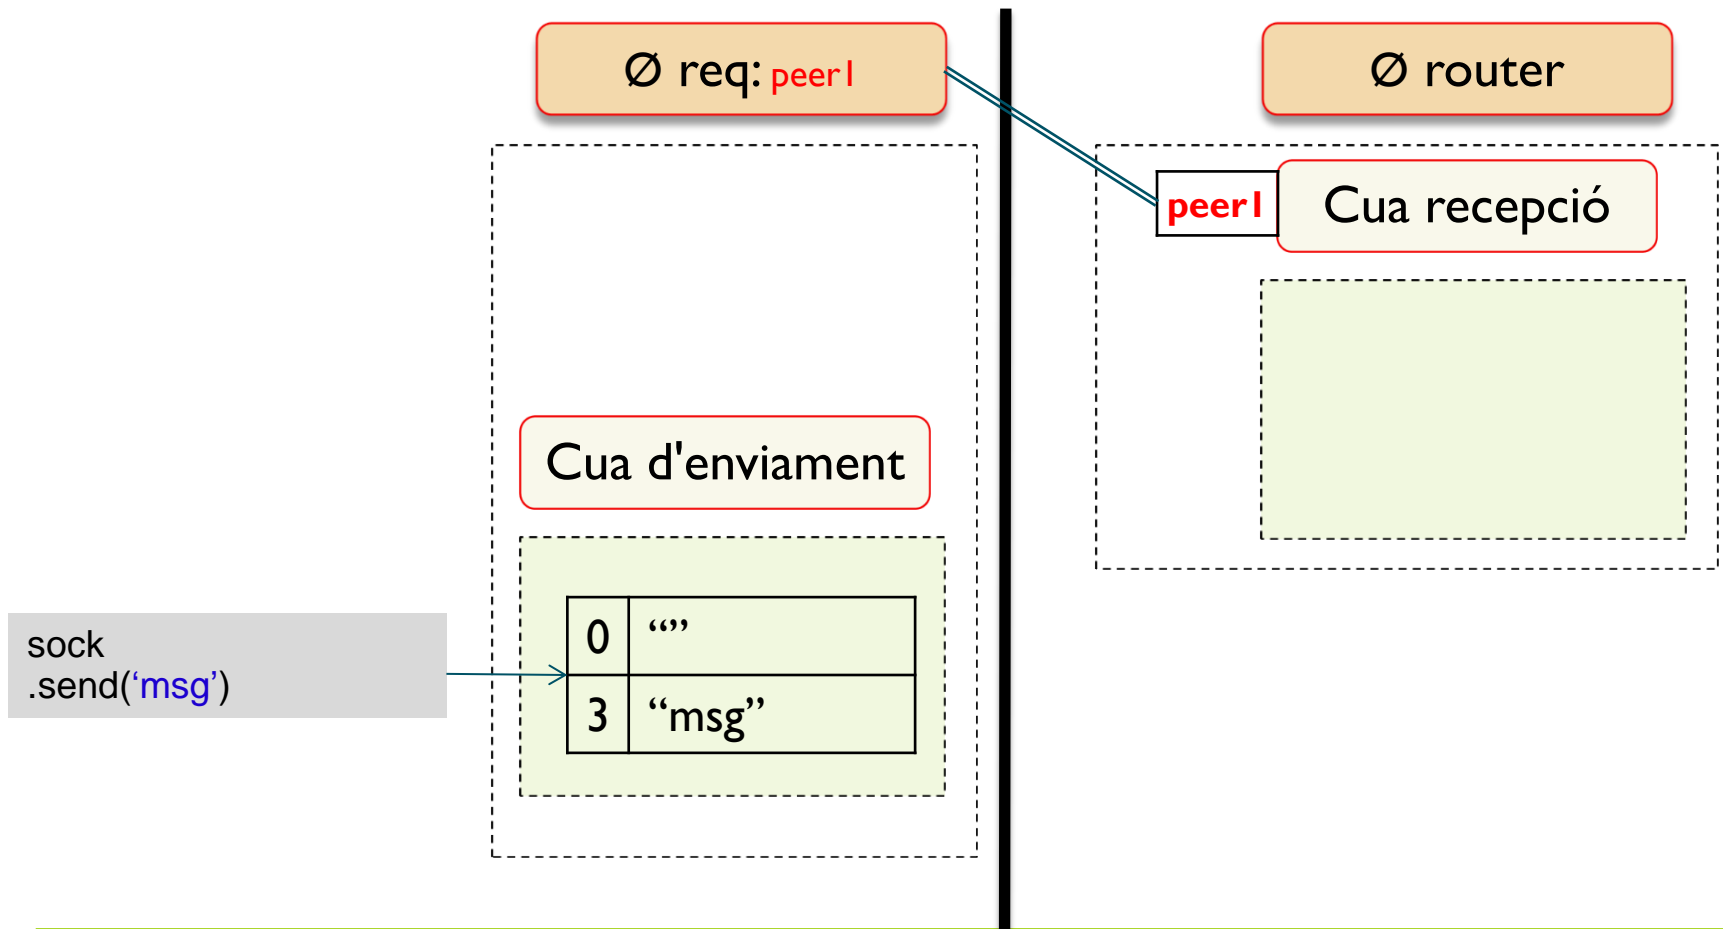 Ø req: peer1
Ø router
peer1
Cua recepció
Cua d'enviament
0 “”
3 “msg”
sock
.send(‘msg’)